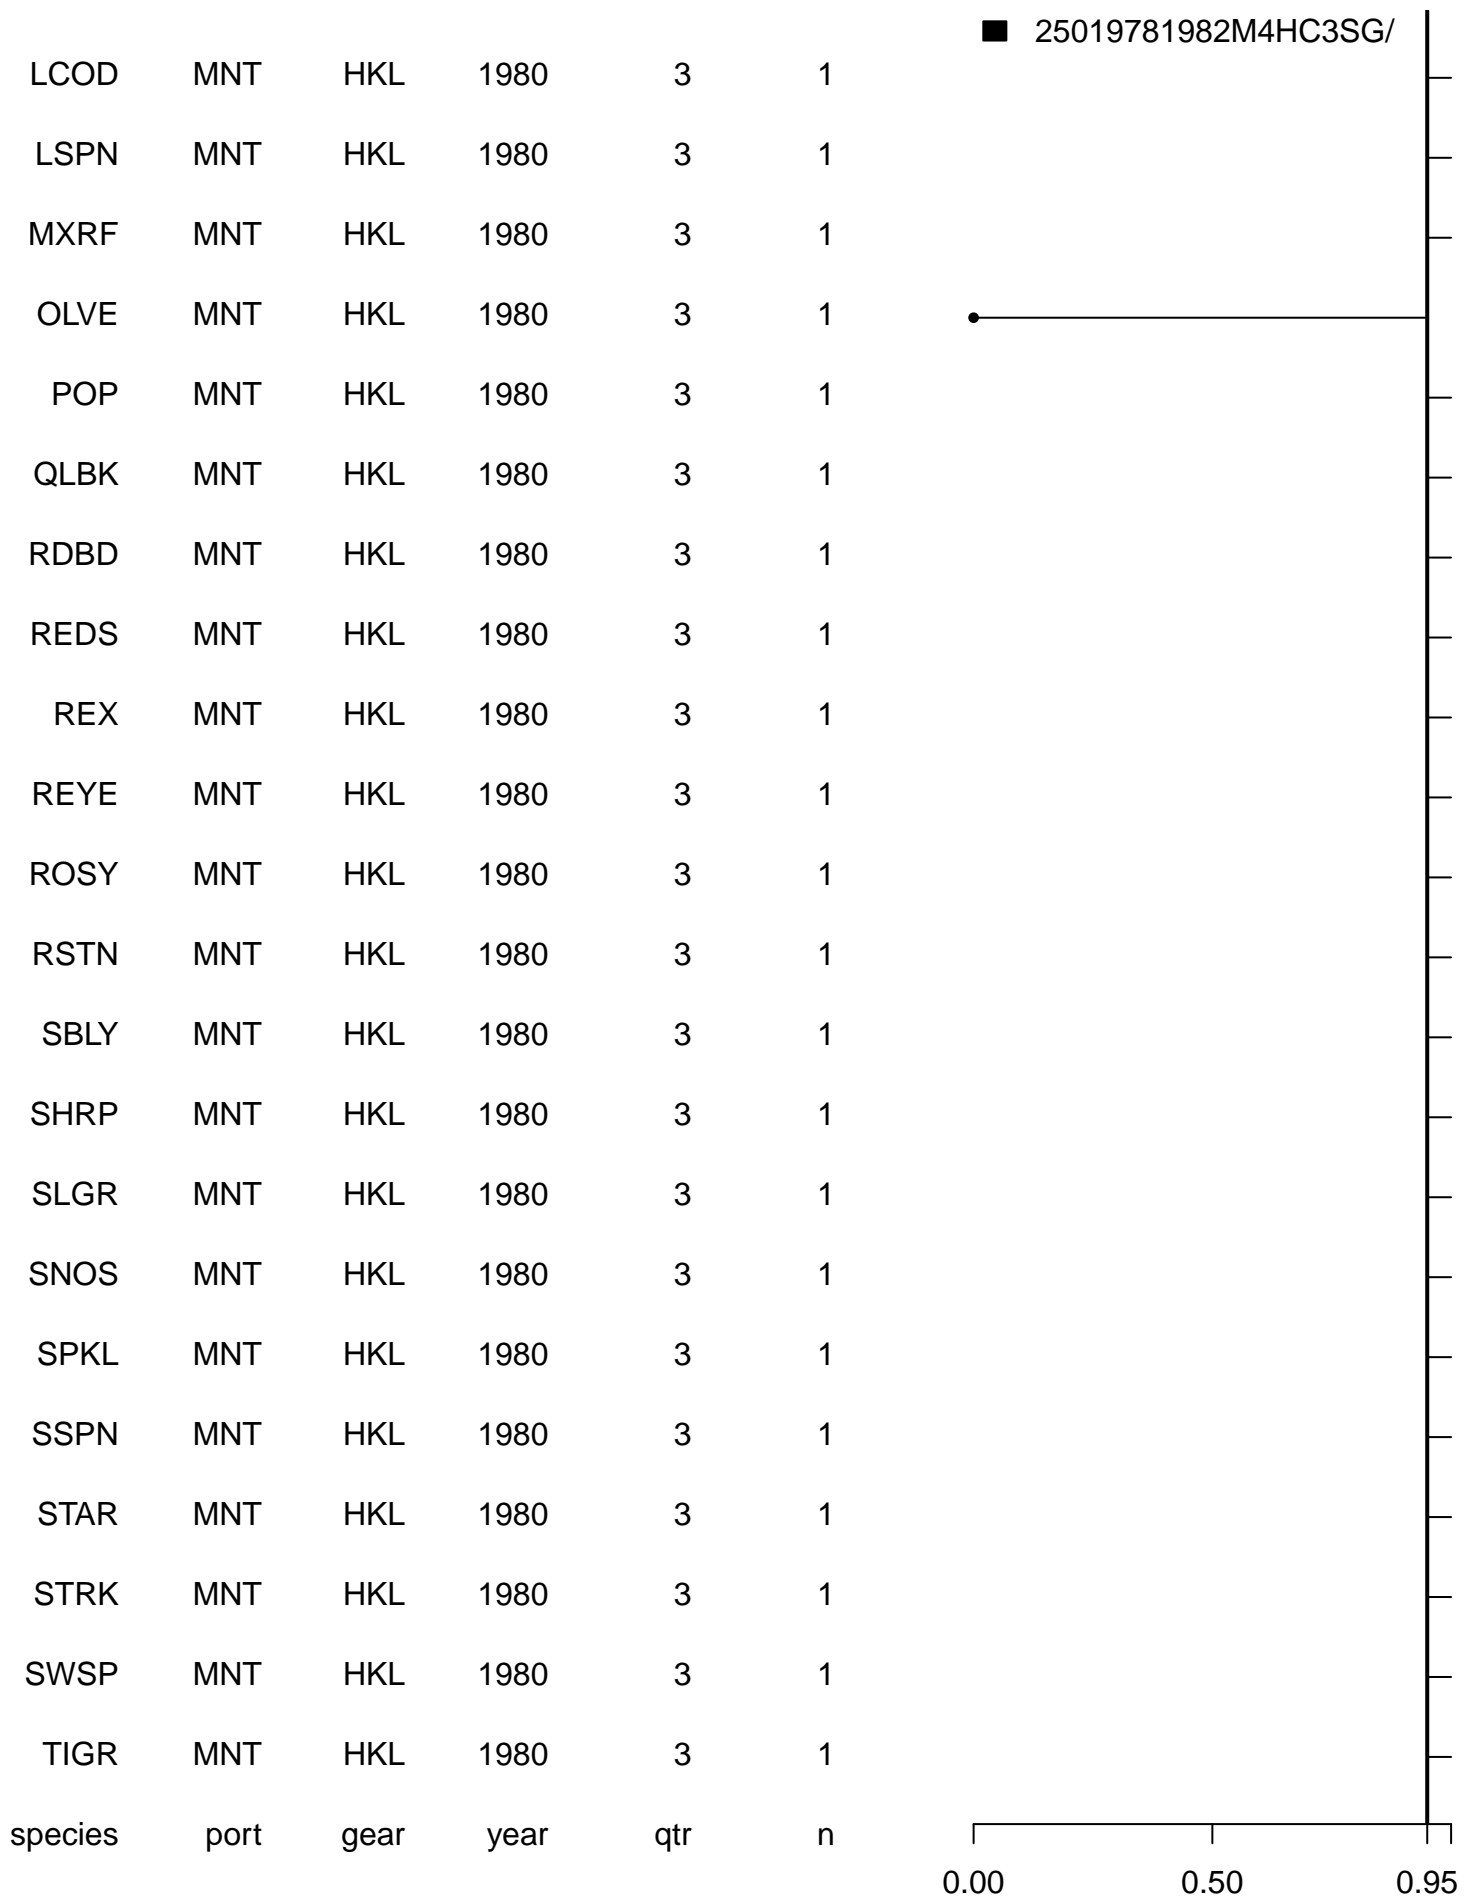 25019781982M4HC3SG/
LCOD MNT HKL 1980 3 1
LSPN MNT HKL 1980 3 1
MXRF MNT HKL 1980 3 1
OLVE MNT HKL 1980 3 1
POP MNT HKL 1980 3 1
QLBK MNT HKL 1980 3 1
RDBD MNT HKL 1980 3 1
REDS MNT HKL 1980 3 1
REX MNT HKL 1980 3 1
REYE MNT HKL 1980 3 1
ROSY MNT HKL 1980 3 1
RSTN MNT HKL 1980 3 1
SBLY MNT HKL 1980 3 1
SHRP MNT HKL 1980 3 1
SLGR MNT HKL 1980 3 1
SNOS MNT HKL 1980 3 1
SPKL MNT HKL 1980 3 1
SSPN MNT HKL 1980 3 1
STAR MNT HKL 1980 3 1
STRK MNT HKL 1980 3 1
SWSP MNT HKL 1980 3 1
TIGR MNT HKL 1980 3 1
species port gear year qtr n
0.00 0.50 0.95